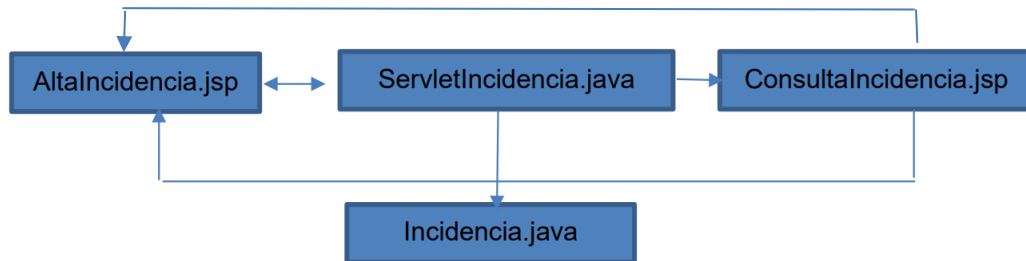 AltaIncidencia.jsp
ServletIncidencia.java
ConsultaIncidencia.jsp
Incidencia.java